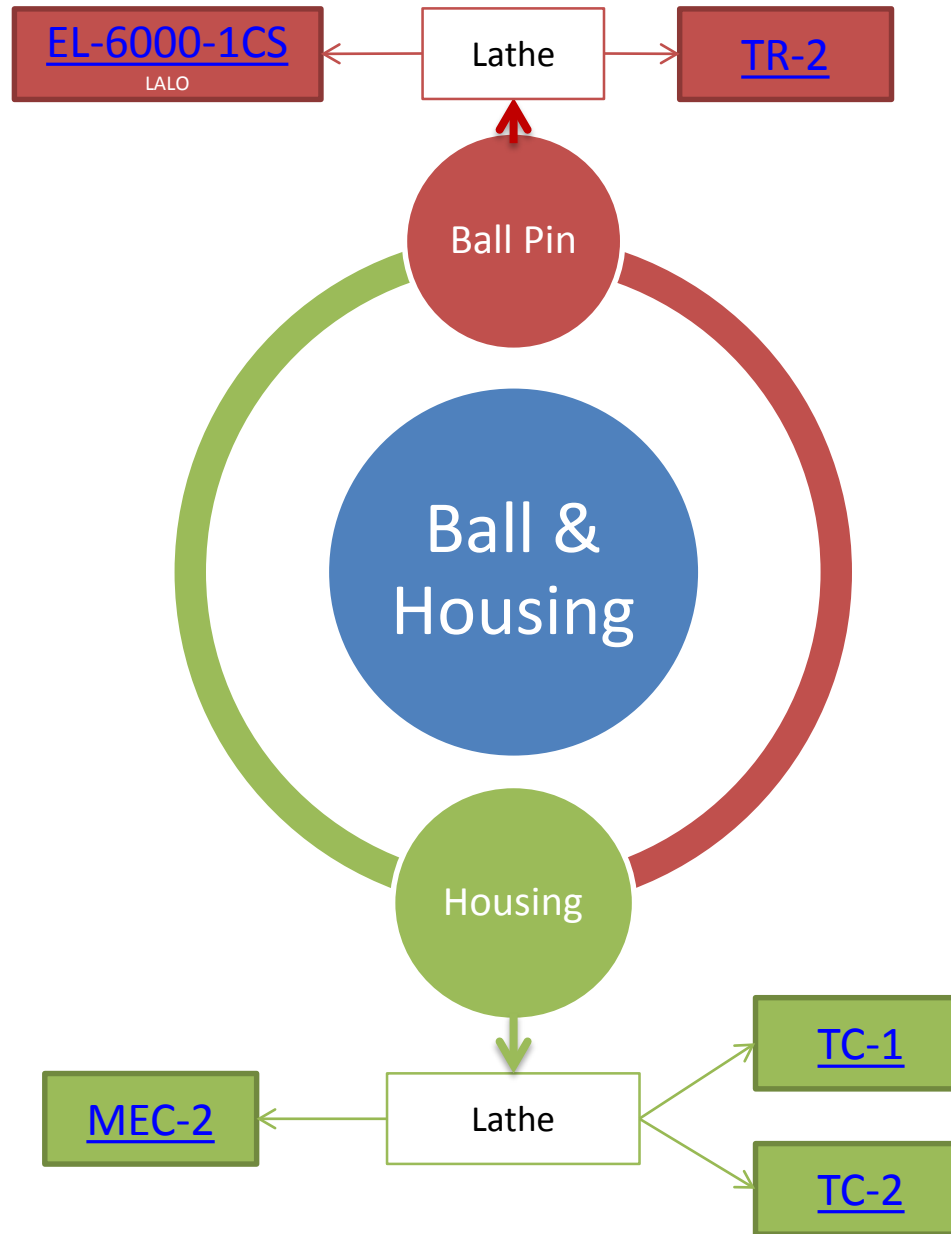 EL-6000-1CS
LALO
Lathe
TR-2
Ball Pin
Ball &
Housing
Housing
TC-1
MEC-2
Lathe
TC-2